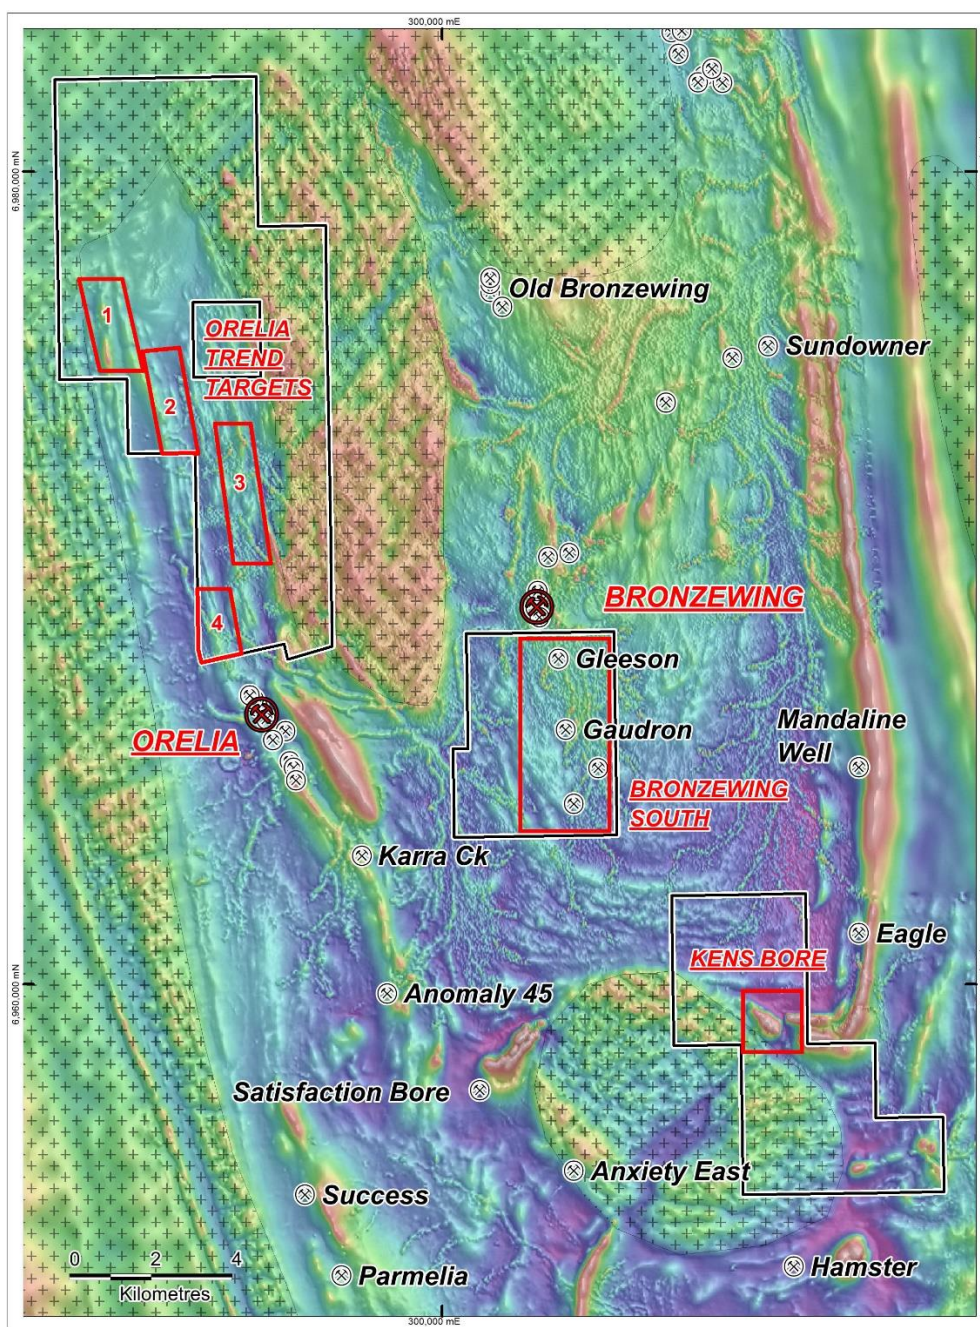 300,000 mE
6,980,000 mN
Old Bronzewing
ORELIA
TREND
TARGETS
Sundowner
1
2
3
4
BRONZEWING
Gleeson
Gaudron
Mandaline
Well
ORELIA
BRONZEWING
SOUTH
Karra Ck
Eagle
KENS BORE
6,960,000 mN
Anomaly 45
Satisfaction Bore
Anxiety East
Success
0 2 4
Kilometres
Parmelia
Hamster
300,000 mE